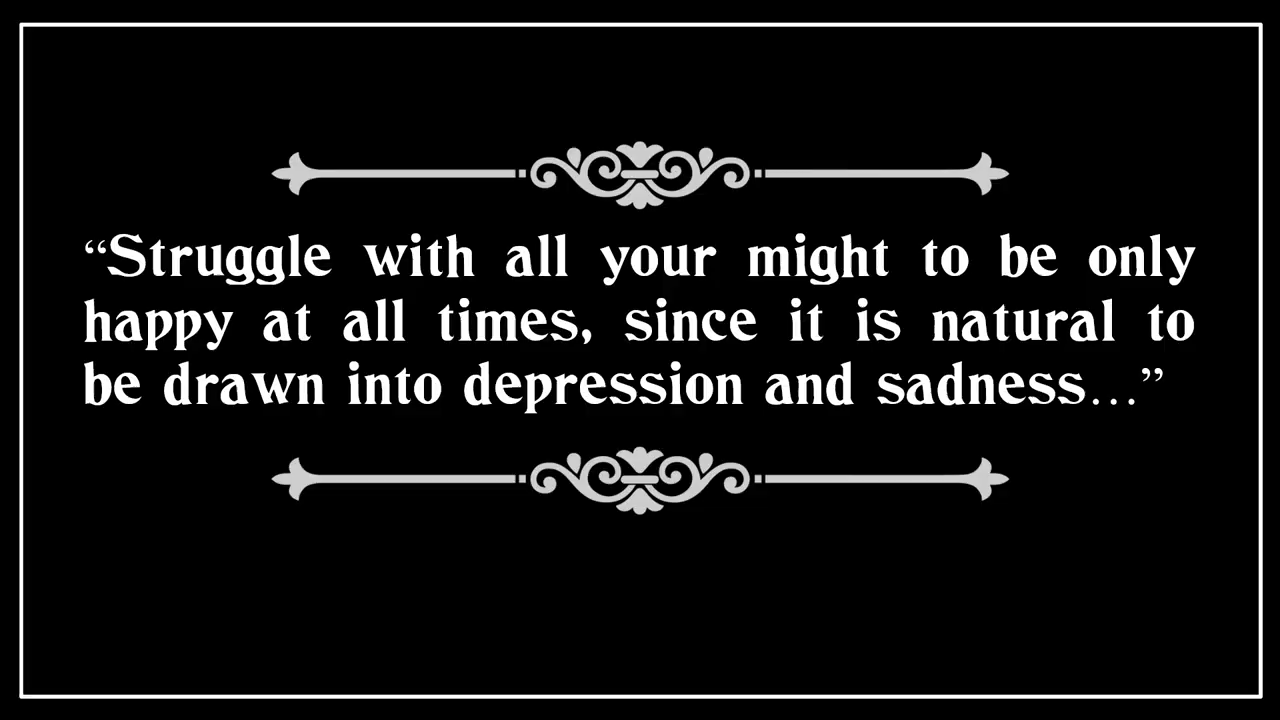 “Struggle with all your might to be only
happy at all times, since it is natural to
be drawn into depression and sadness…”